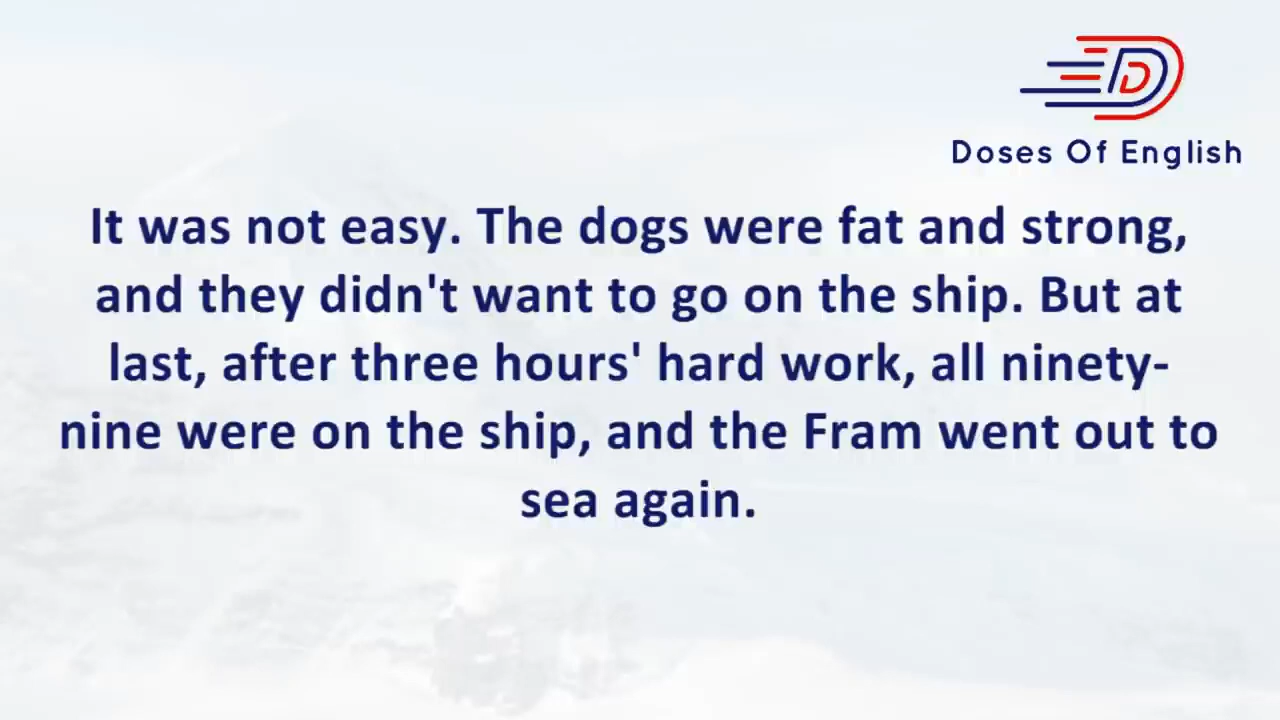 Doses Of English
It was not easy. The dogs were fat and strong,
and they didn't want to go on the ship. But at
last, after three hours' hard work, all ninety-
nine were on the ship, and the Fram went out to
sea again.